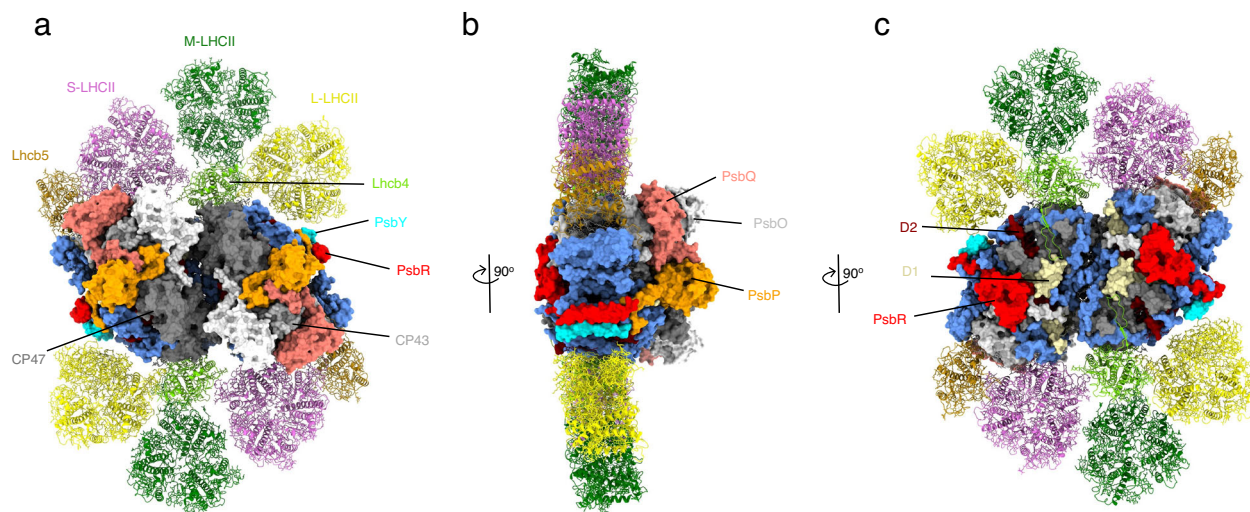 a
M-LHCII
S-LHCII
L-LHCII
Lhcb5
Lhcb4
PsbY
PsbR
CP43
CP47
b
PsbQ
PsbO
90º
PsbP
c
90º
D2
D1
PsbR